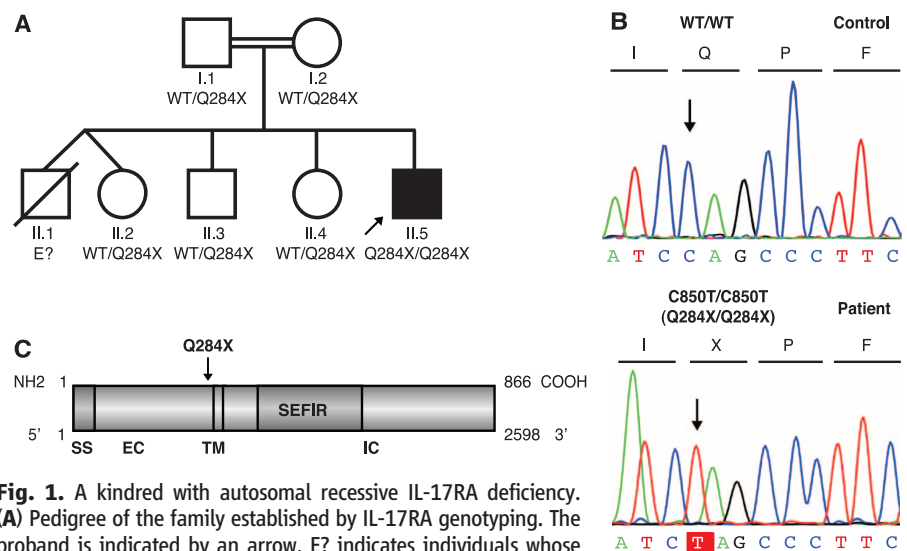 A
I.1
I.2
WT/Q284X
WT/Q284X
II.1
II.2
II.3
II.4
II.5
E?
WT/Q284X
WT/Q284X
WT/Q284X
Q284X/Q284X
B
WT/WT
Control
I Q P F
A T C C A G C C C T T C
C850T/C850T
(Q284X/Q284X)
Patient
I X P F
A T C T A G C C C T T C
C
Q284X
NH2 1
866 COOH
SEFIR
5' 1
2598 3'
SS EC TM IC
Fig. 1. A kindred with autosomal recessive IL-17RA deficiency.
(A) Pedigree of the family established by IL-17RA genotyping. The
proband is indicated by an arrow. E? indicates individuals whose